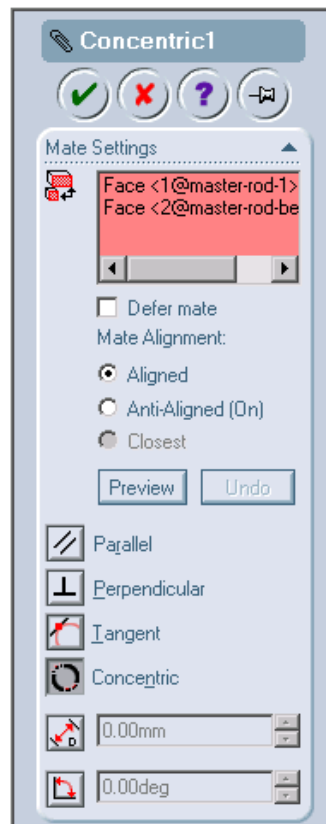 Concentric1
?
Mate Settings
Face <1@master-rod-1>
Face <2@master-rod-be
Defer mate
Mate Alignment:
Aligned
Anti-Aligned (On)
Closest
Preview Undo
Parallel
Perpendicular
Tangent
Concentric
D 0.00mm
0.00deg